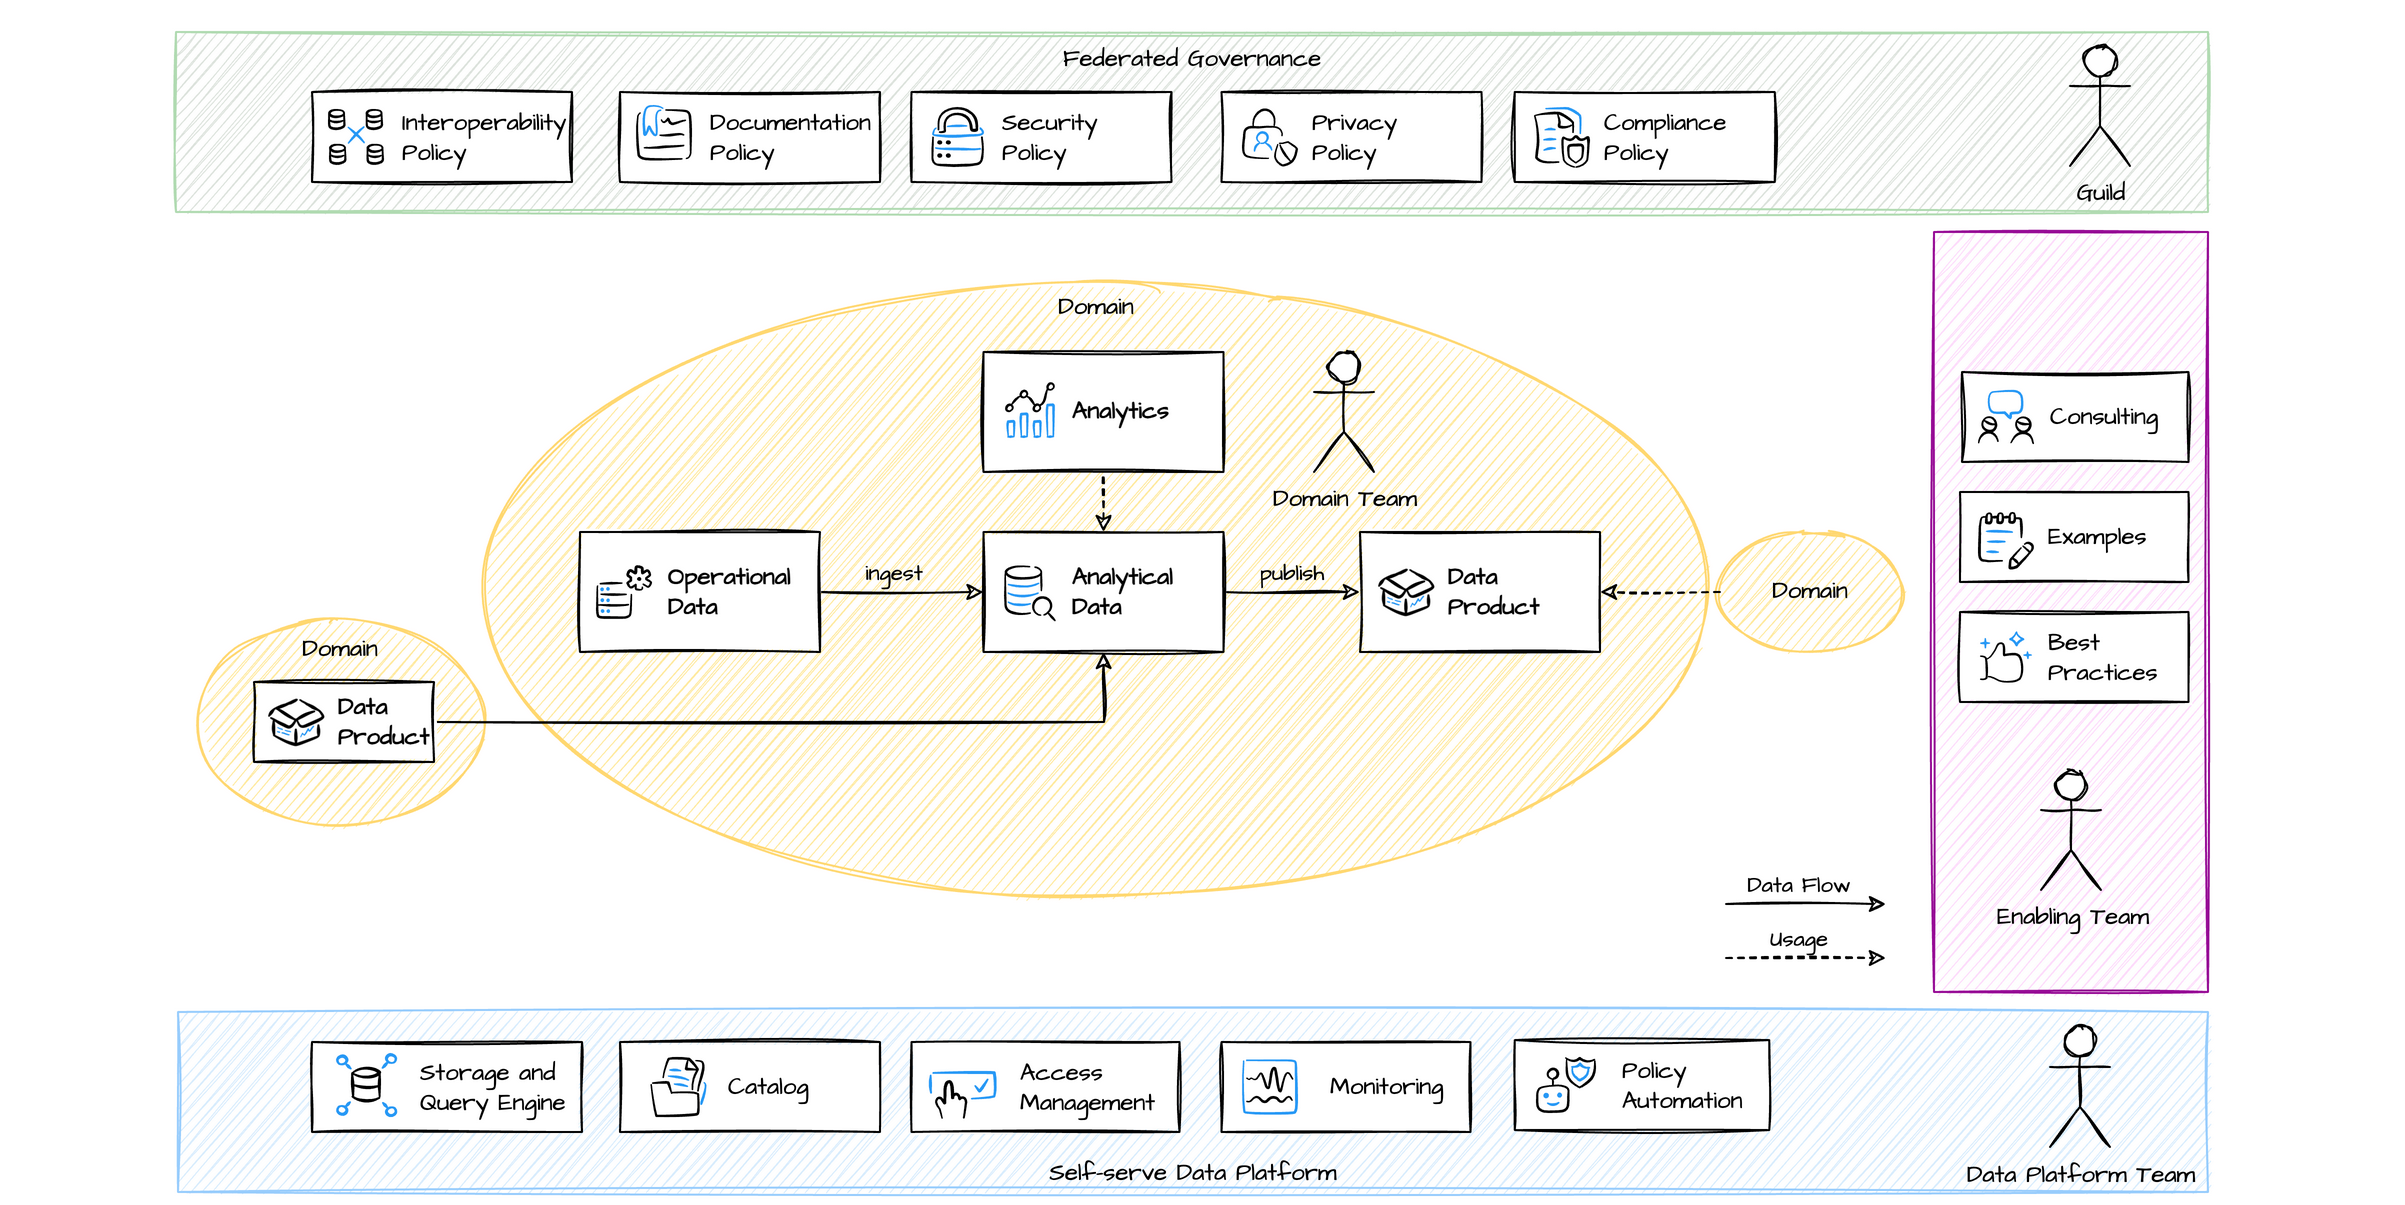 Federated Governance
Interoperability
Policy
Documentation
Policy
Security
Policy
Privacy
Policy
Compliance
Policy
Guild
Domain
Analytics
Domain Team
Operational
Data
ingest
Analytical
Data
publish
Data
Product
Domain
Domain
Data
Product
Consulting
Examples
Best
Practices
Enabling Team
Data Flow
Usage
Storage and
Query Engine
Catalog
Access
Management
Monitoring
Policy
Automation
Self-serve Data Platform
Data Platform Team